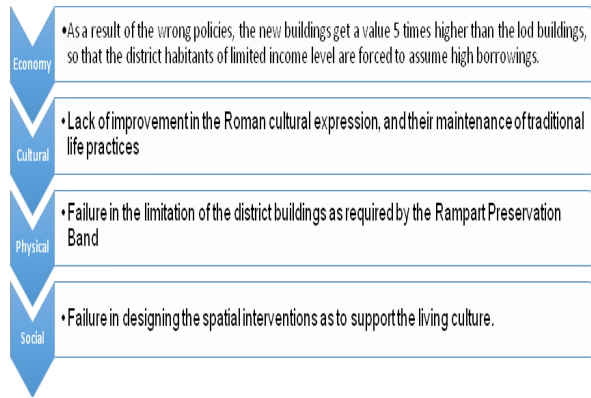 Economy
•As a result of the wrong policies, the new buildings get a value 5 times higher than the lod buildings,
so that the district habitants of limited income level are forced to assume high borrowings.
Cultural
•Lack of improvement in the Roman cultural expression, and their maintenance of traditional
life practices
Physical
•Failure in the limitation of the district buildings as required by the Rampart Preservation
Band
Social
•Failure in designing the spatial interventions as to support the living culture.